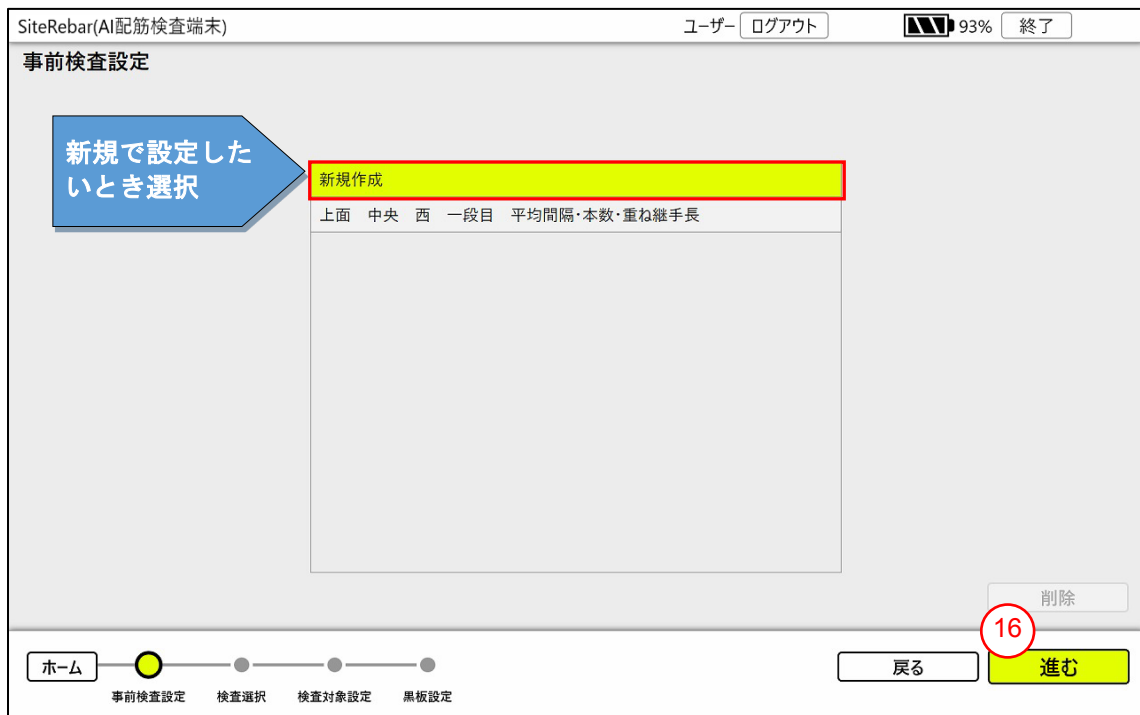 SiteRebar(AI配筋検査端末)
ユーザー ログアウト
93% 終了
事前検査設定
新規で設定した
いとき選択
新規作成
上面 中央 西 一段目 平均間隔・本数・重ね継手長
削除
16
ホーム
戻る
進む
事前検査設定 検査選択 検査対象設定 黒板設定